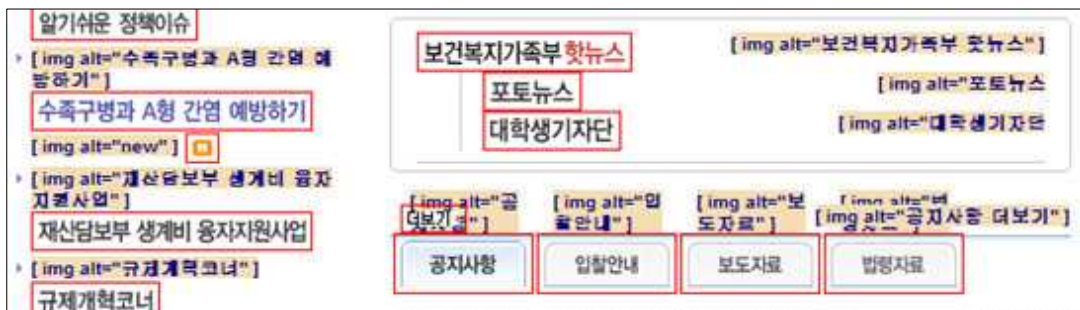 알기쉬운 정책이슈
[img alt="수족구병과 A형 간염 예
방하기"]
수족구병과 A형 간염 예방하기
[img alt="new"]
[img alt="재산담보부 생계비 융자
지원사업"]
재산담보부 생계비 융자지원사업
[img alt="규제개혁코너"]
규제개혁코너
보건복지가족부 핫뉴스
[img alt="보건복지가족부 핫뉴스"]
포토뉴스
[img alt="포토뉴스
대학생기자단
[img alt="대학생기자단
[img alt="공
[img alt="입
찰안내"]
[img alt="보
도자료"]
더보기
[img alt="공지사항 더보기"]
공지사항
입찰안내
보도자료
법령자료